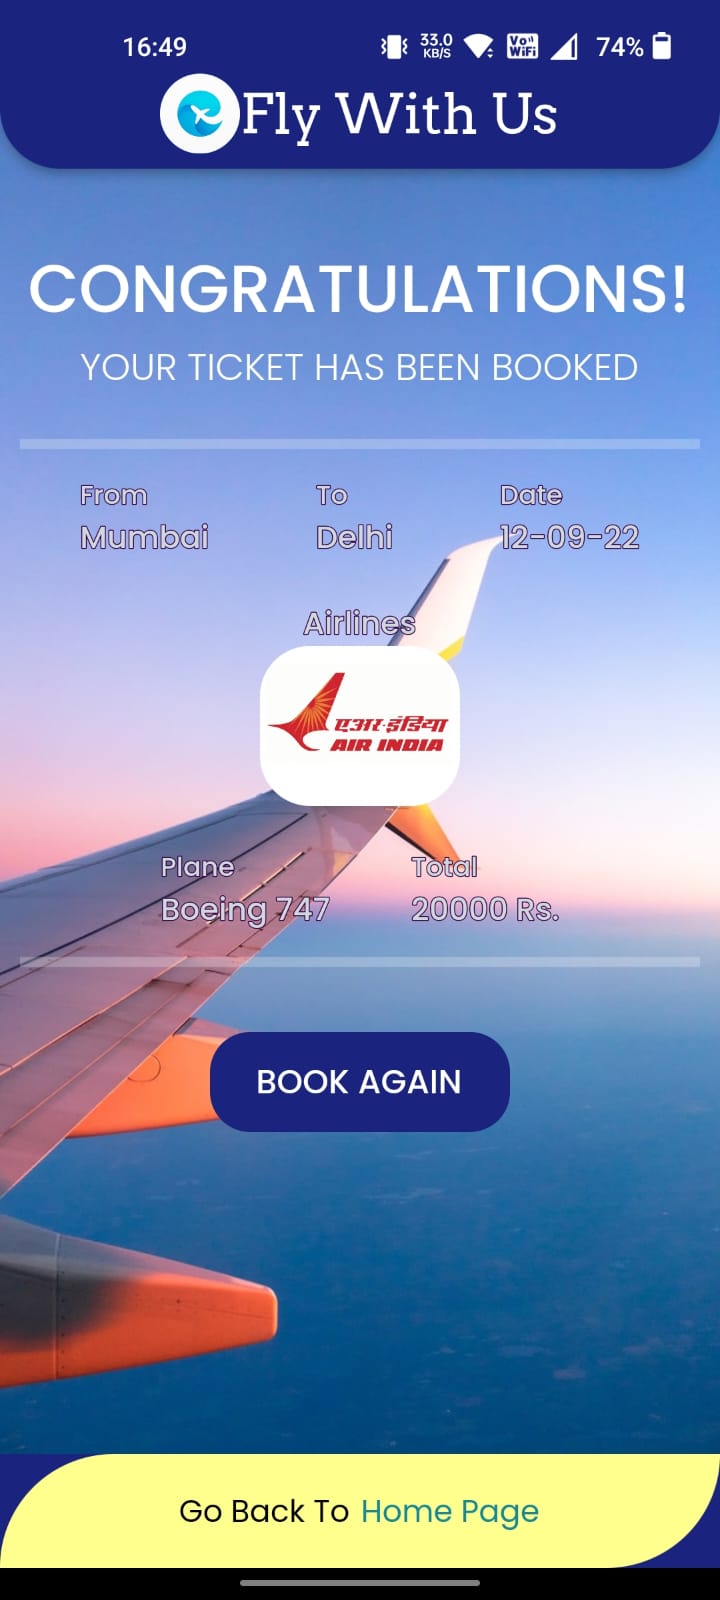 16:49 33.0 KB/S Vo WiFi 74%
Fly With Us
CONGRATULATIONS!
YOUR TICKET HAS BEEN BOOKED
From To Date
Mumbai Delhi 12-09-22
Airlines
एअर-इंडिया
AIR INDIA
Plane Total
Boeing 747 20000 Rs.
BOOK AGAIN
Go Back To Home Page